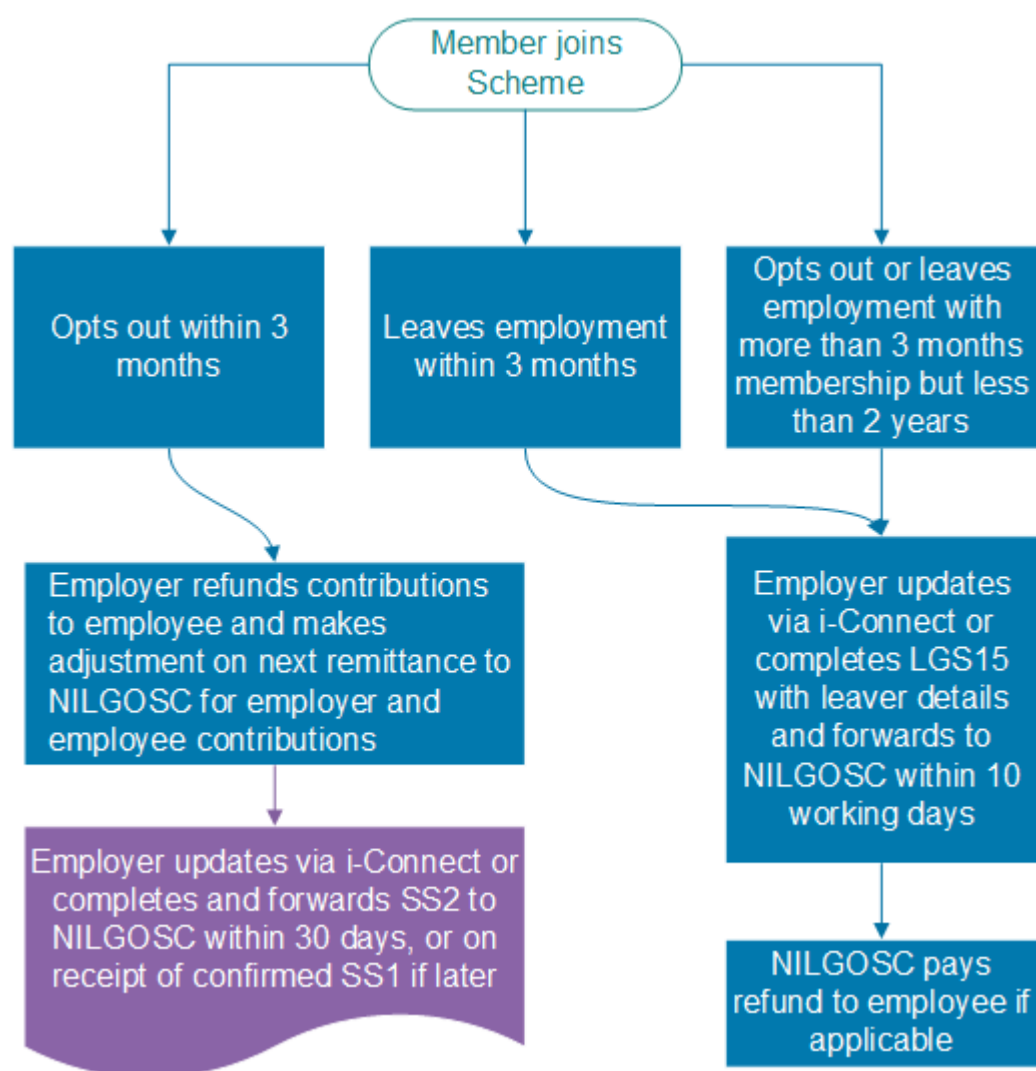 Member joins
Scheme
Opts out within 3
months
Leaves employment
within 3 months
Opts out or leaves
employment with
more than 3 months
membership but less
than 2 years
Employer refunds contributions
to employee and makes
adjustment on next remittance to
NILGOSC for employer and
employee contributions
Employer updates
via i-Connect or
completes LGS15
with leaver details
and forwards to
NILGOSC within 10
working days
Employer updates via i-Connect or
completes and forwards SS2 to
NILGOSC within 30 days, or on
receipt of confirmed SS1 if later
NILGOSC pays
refund to employee if
applicable